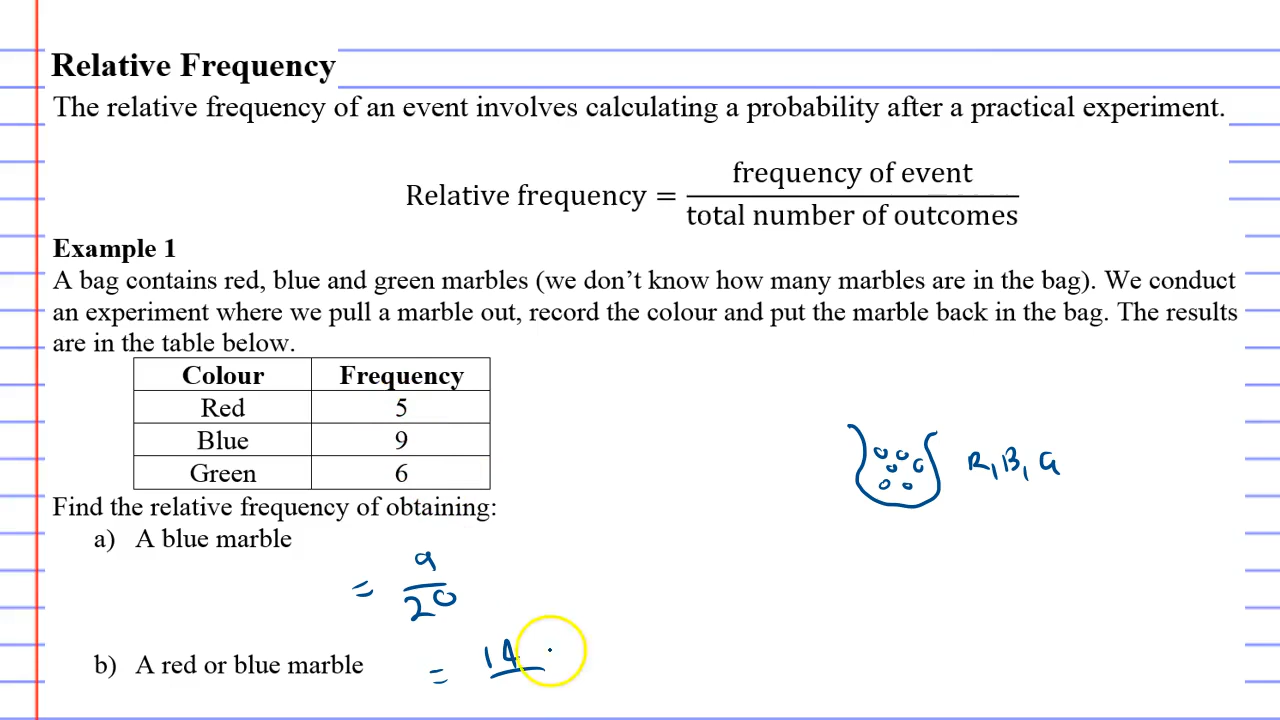 Relative Frequency
The relative frequency of an event involves calculating a probability after a practical experiment.
Relative frequency = frequency of event / total number of outcomes
Example 1
A bag contains red, blue and green marbles (we don't know how many marbles are in the bag). We conduct
an experiment where we pull a marble out, record the colour and put the marble back in the bag. The results
are in the table below.
Colour Frequency
Red 5
Blue 9
Green 6
R, B, G
Find the relative frequency of obtaining:
a) A blue marble
= 9/20
b) A red or blue marble
= 14